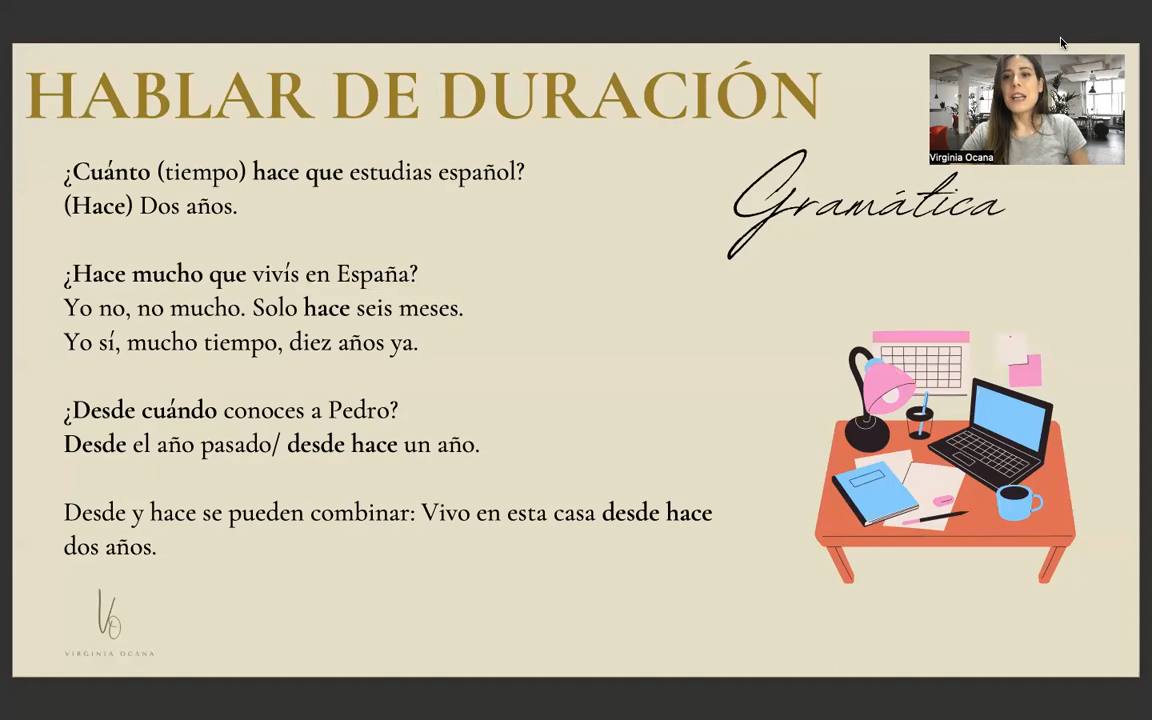 HABLAR DE DURACIÓN
Virginia Ocana
Gramática
¿Cuánto (tiempo) hace que estudias español?
(Hace) Dos años.
¿Hace mucho que vivís en España?
Yo no, no mucho. Solo hace seis meses.
Yo sí, mucho tiempo, diez años ya.
¿Desde cuándo conoces a Pedro?
Desde el año pasado/ desde hace un año.
Desde y hace se pueden combinar: Vivo en esta casa desde hace
dos años.
VO
VIRGINIA OCANA